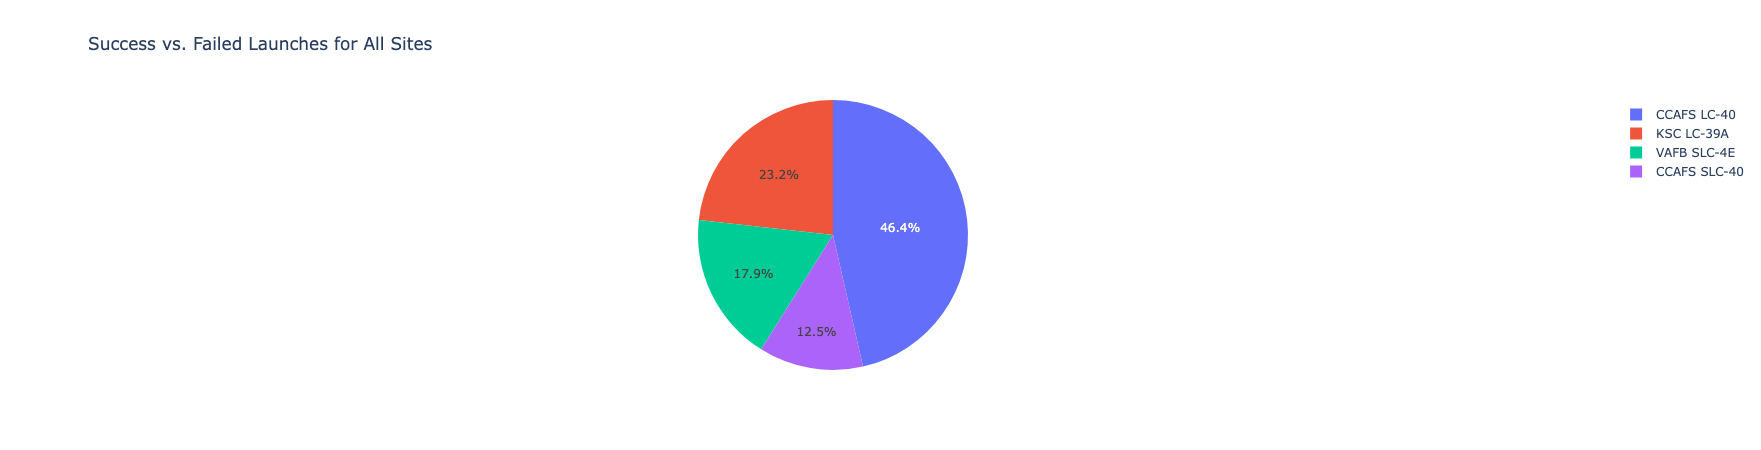 Success vs. Failed Launches for All Sites
CCAFS LC-40
KSC LC-39A
VAFB SLC-4E
CCAFS SLC-40
23.2%
46.4%
17.9%
12.5%